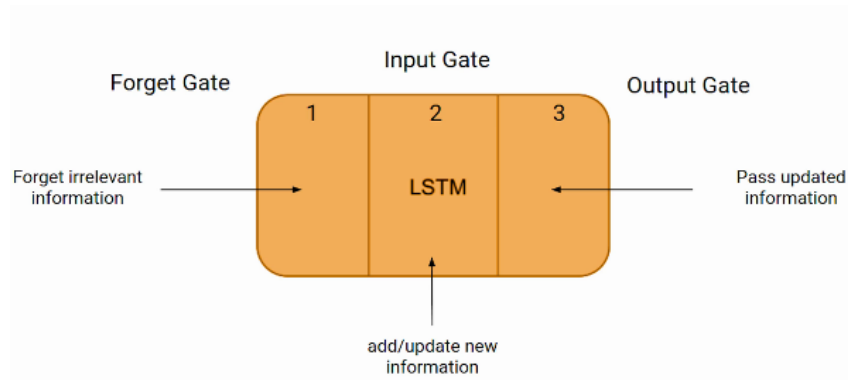 Input Gate
Forget Gate
Output Gate
1
2
3
Forget irrelevant
information
LSTM
Pass updated
information
add/update new
information